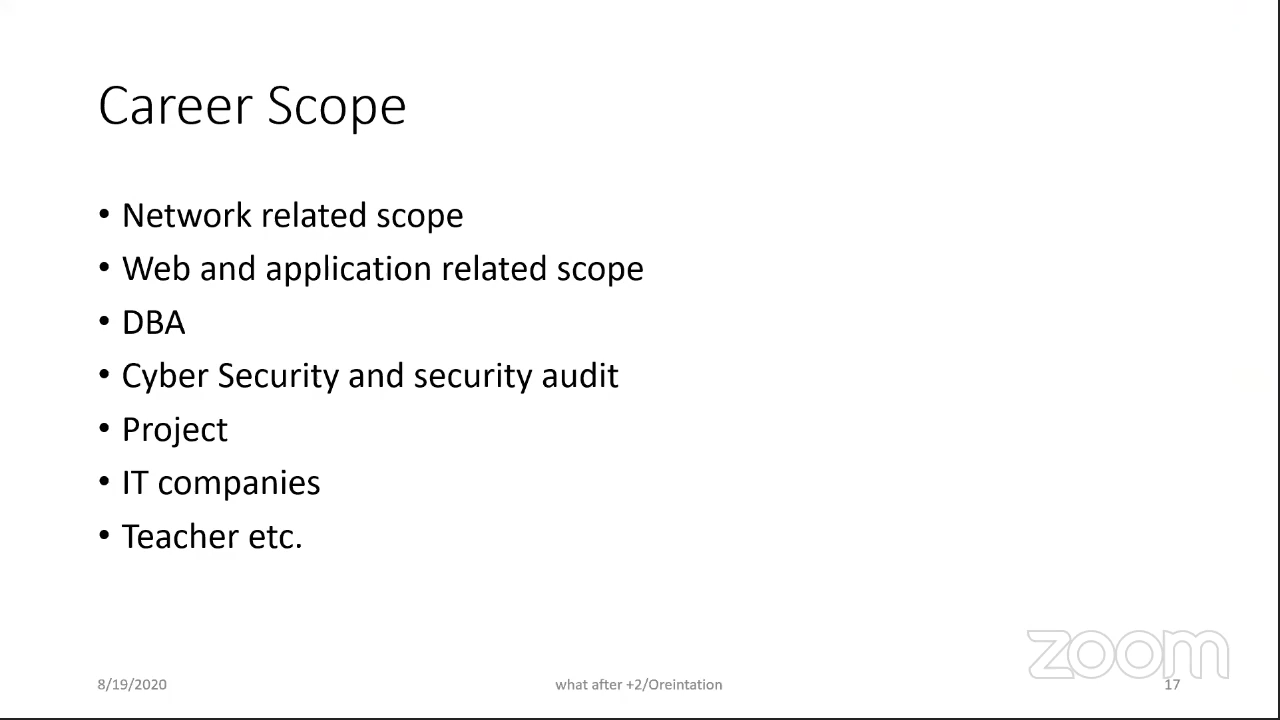 Career Scope
• Network related scope
• Web and application related scope
• DBA
• Cyber Security and security audit
• Project
• IT companies
• Teacher etc.
zoom
8/19/2020 what after +2/Oreintation 17